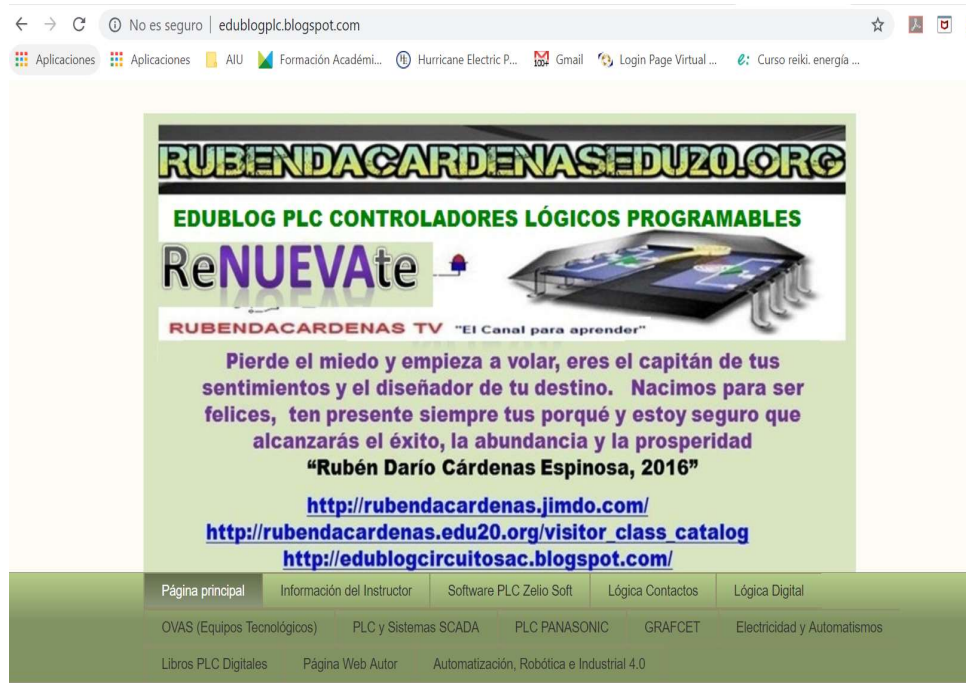 No es seguro | edublogplc.blogspot.com
Aplicaciones Aplicaciones AIU Formación Académi... Hurricane Electric P... 100+ Gmail Login Page Virtual ... Curso reiki. energía ...
RUBENDACARDENASEDU20.ORG
EDUBLOG PLC CONTROLADORES LÓGICOS PROGRAMABLES
ReNUEVAte
RUBENDACARDENAS TV "El Canal para aprender"
Pierde el miedo y empieza a volar, eres el capitán de tus
sentimientos y el diseñador de tu destino. Nacimos para ser
felices, ten presente siempre tus porqué y estoy seguro que
alcanzarás el éxito, la abundancia y la prosperidad
“Rubén Darío Cárdenas Espinosa, 2016”
http://rubendacardenas.jimdo.com/
http://rubendacardenas.edu20.org/visitor_class_catalog
http://edublogcircuitosac.blogspot.com/
Página principal Información del Instructor Software PLC Zelio Soft Lógica Contactos Lógica Digital
OVAS (Equipos Tecnológicos) PLC y Sistemas SCADA PLC PANASONIC GRAFCET Electricidad y Automatismos
Libros PLC Digitales Página Web Autor Automatización, Robótica e Industrial 4.0